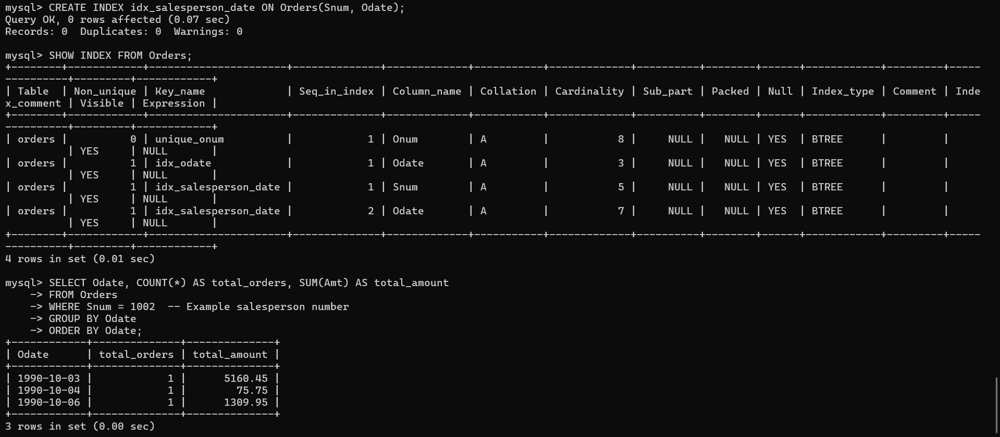 mysql> CREATE INDEX idx_salesperson_date ON Orders(Snum, Odate);
Query OK, 0 rows affected (0.07 sec)
Records: 0  Duplicates: 0  Warnings: 0

mysql> SHOW INDEX FROM Orders;
+--------+------------+----------------------+--------------+-------------+-----------+-------------+----------+--------+------+------------+---------+-----
----------+---------+------------+
| Table  | Non_unique | Key_name             | Seq_in_index | Column_name | Collation | Cardinality | Sub_part | Packed | Null | Index_type | Comment | Inde
x_comment | Visible | Expression |
+--------+------------+----------------------+--------------+-------------+-----------+-------------+----------+--------+------+------------+---------+-----
----------+---------+------------+
| orders |          0 | unique_onum          |            1 | Onum        | A         |           8 |     NULL |   NULL | YES  | BTREE      |         |
          | YES     | NULL       |
| orders |          1 | idx_odate            |            1 | Odate       | A         |           3 |     NULL |   NULL | YES  | BTREE      |         |
          | YES     | NULL       |
| orders |          1 | idx_salesperson_date |            1 | Snum        | A         |           5 |     NULL |   NULL | YES  | BTREE      |         |
          | YES     | NULL       |
| orders |          1 | idx_salesperson_date |            2 | Odate       | A         |           7 |     NULL |   NULL | YES  | BTREE      |         |
          | YES     | NULL       |
+--------+------------+----------------------+--------------+-------------+-----------+-------------+----------+--------+------+------------+---------+-----
----------+---------+------------+
4 rows in set (0.01 sec)

mysql> SELECT Odate, COUNT(*) AS total_orders, SUM(Amt) AS total_amount
    -> FROM Orders
    -> WHERE Snum = 1002  -- Example salesperson number
    -> GROUP BY Odate
    -> ORDER BY Odate;
+------------+--------------+--------------+
| Odate      | total_orders | total_amount |
+------------+--------------+--------------+
| 1990-10-03 |            1 |      5160.45 |
| 1990-10-04 |            1 |        75.75 |
| 1990-10-06 |            1 |      1309.95 |
+------------+--------------+--------------+
3 rows in set (0.00 sec)